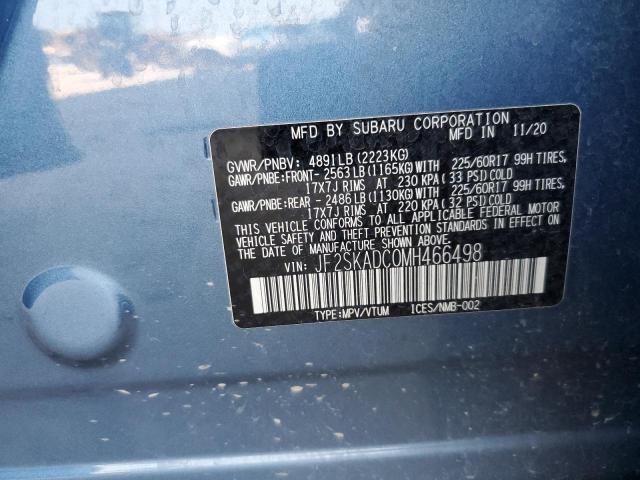 MFD BY SUBARU CORPORATION
MFD IN 11/20
GVWR/PNBV: 4891LB (2223KG)
GAWR/PNBE:FRONT- 2563LB (1165KG) WITH 225/60R17 99H TIRES,
17X7J RIMS AT 230 KPA (33 PSI) COLD
GAWR/PNBE:REAR - 2486LB (1130KG) WITH 225/60R17 99H TIRES,
17X7J RIMS AT 220 KPA (32 PSI) COLD
THIS VEHICLE CONFORMS TO ALL APPLICABLE FEDERAL MOTOR
VEHICLE SAFETY AND THEFT PREVENTION STANDARDS IN EFFECT ON
THE DATE OF MANUFACTURE SHOWN ABOVE.
VIN: JF2SKADC0MH466498
TYPE:MPV/VTUM ICES/NMB-002